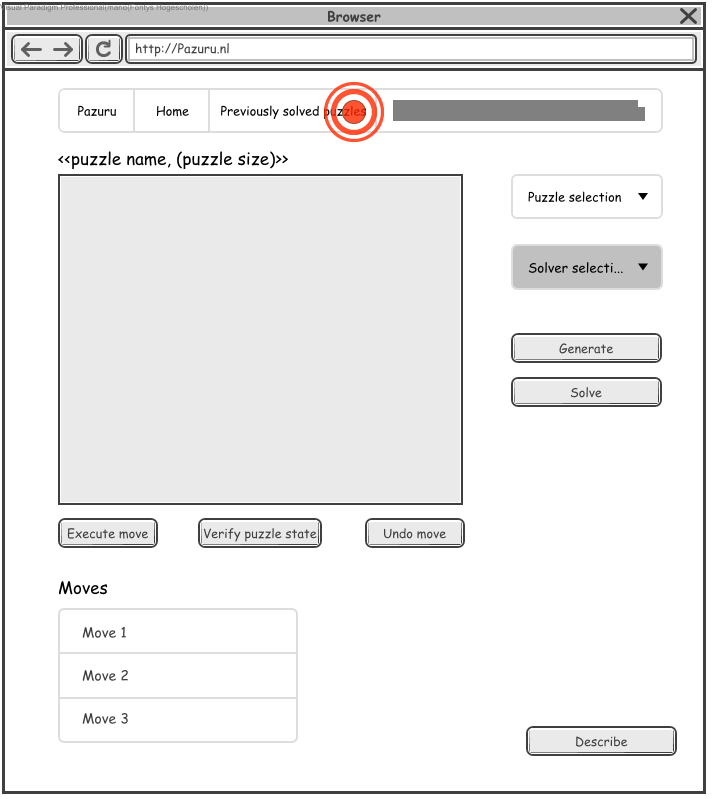 Visual Paradigm Professional(mano(Fontys Hogescholen))
Browser
http://Pazuru.nl
Pazuru Home Previously solved puzzles
<<puzzle name, (puzzle size)>>
Puzzle selection
Solver selecti...
Generate
Solve
Execute move Verify puzzle state Undo move
Moves
Move 1
Move 2
Move 3
Describe